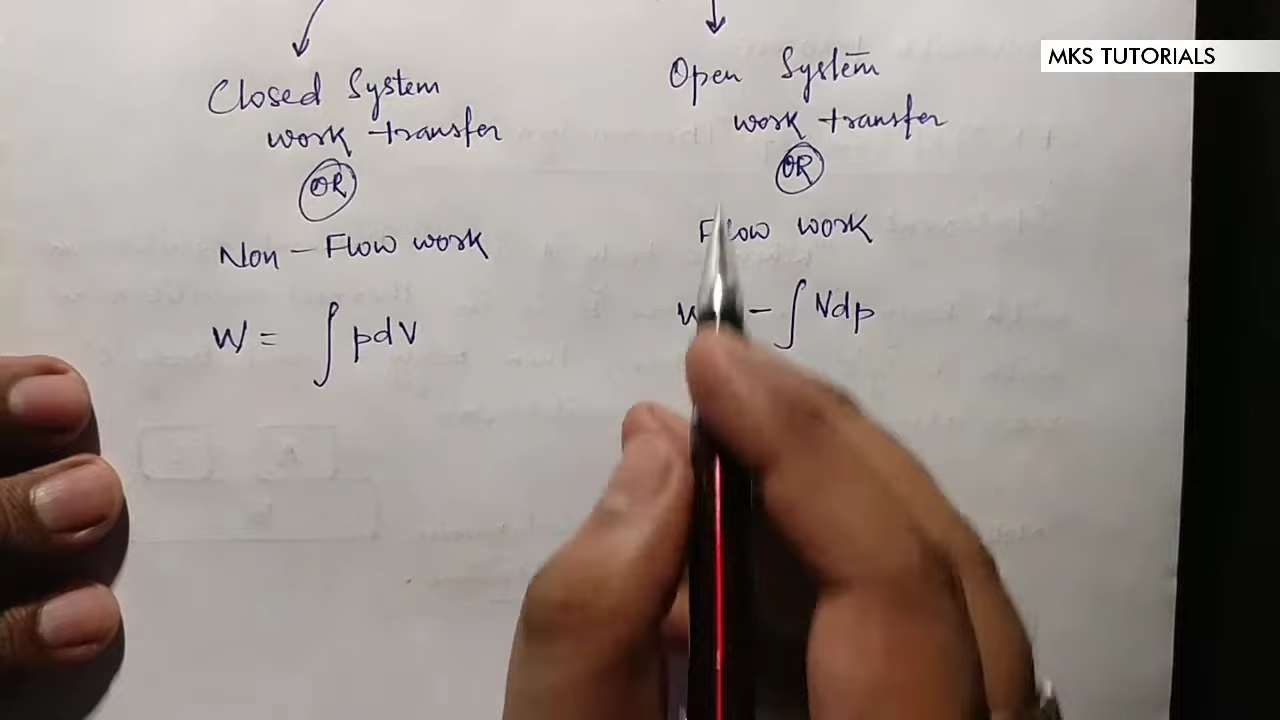 MKS TUTORIALS
Closed System
work transfer
OR
Non-Flow work
W = ∫ pdV
Open System
work transfer
OR
Flow work
- ∫ Vdp